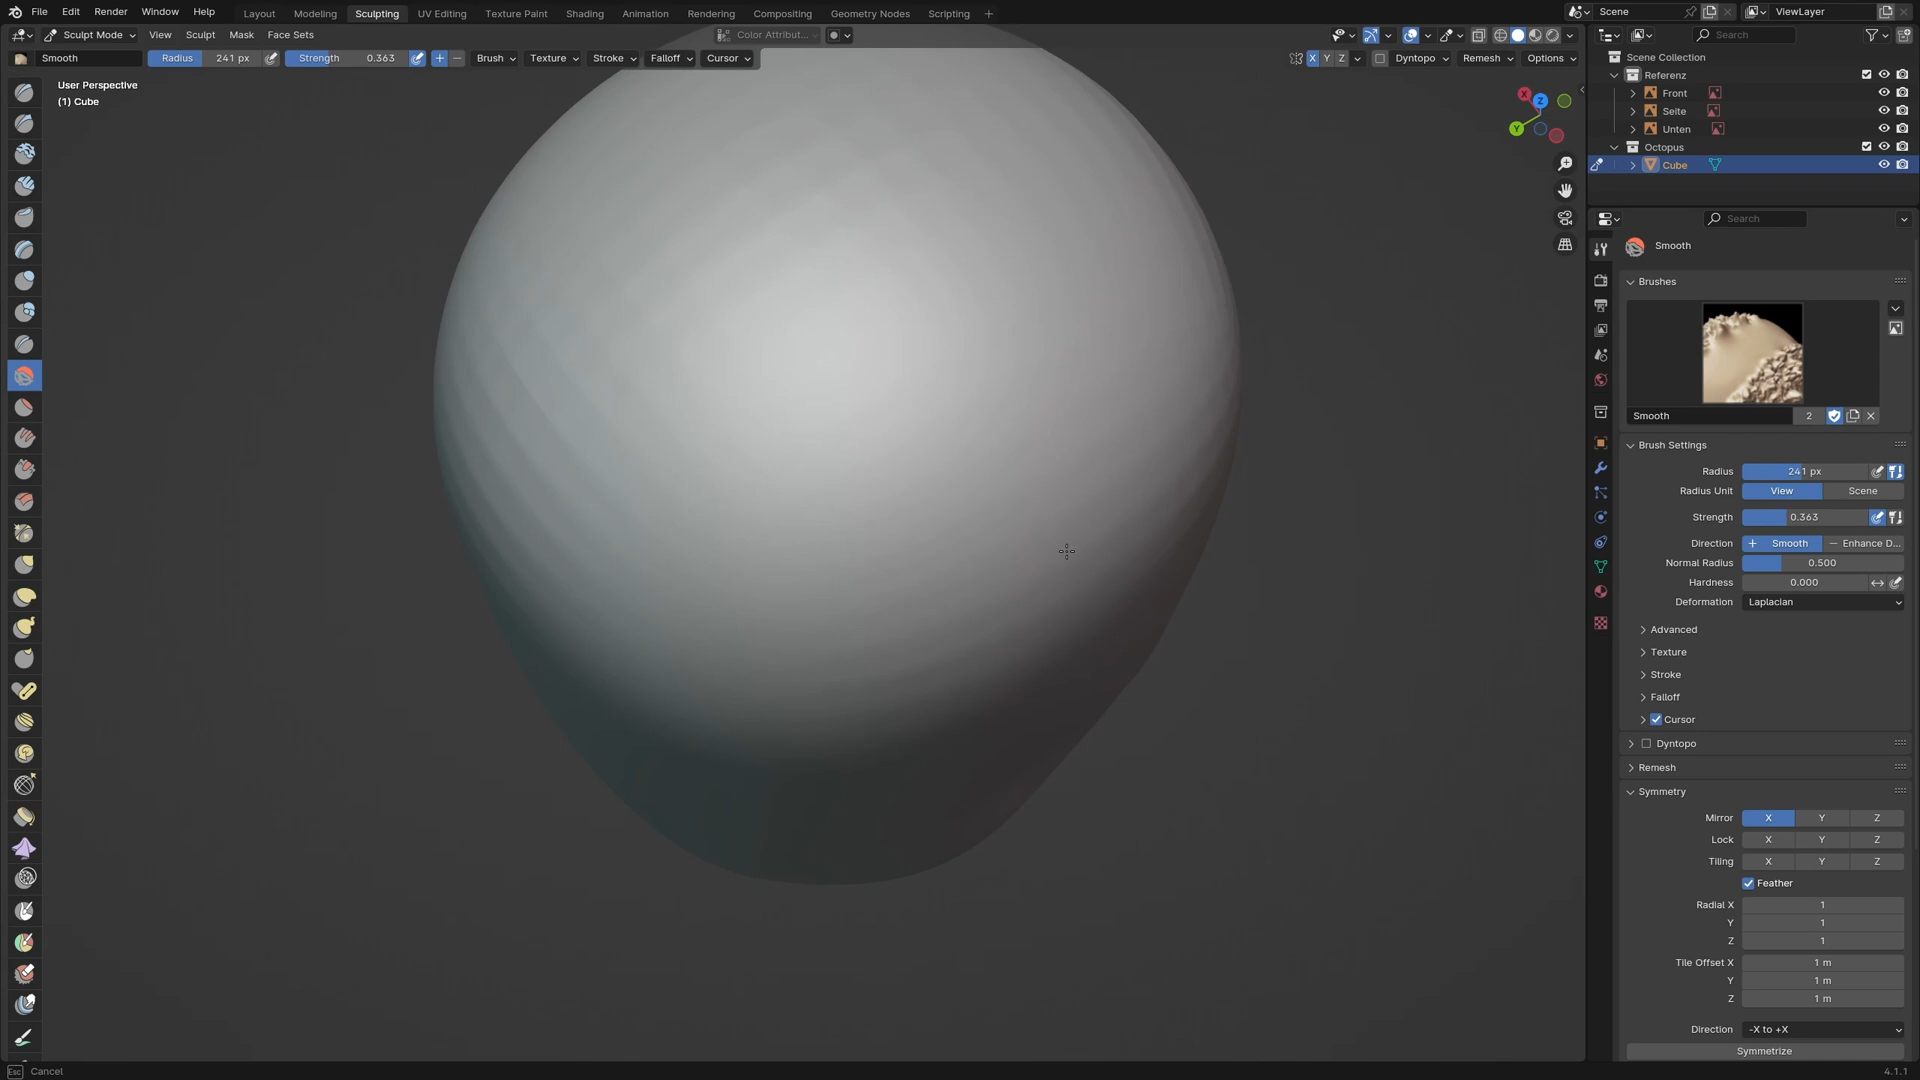 File Edit Render Window Help Layout Modeling Sculpting UV Editing Texture Paint Shading Animation Rendering Compositing Geometry Nodes Scripting + Scene ViewLayer
Sculpt Mode View Sculpt Mask Face Sets Color Attribut... Search
Smooth Radius 241 px Strength 0.363 Brush Texture Stroke Falloff Cursor X Y Z Dyntopo Remesh Options
User Perspective
(1) Cube
X
Z
Y
Scene Collection
Referenz
Front
Seite
Unten
Octopus
Cube
Search
Smooth
Brushes
Smooth 2
Brush Settings
Radius 241 px
Radius Unit View Scene
Strength 0.363
Direction + Smooth − Enhance D...
Normal Radius 0.500
Hardness 0.000
Deformation Laplacian
Advanced
Texture
Stroke
Falloff
Cursor
Dyntopo
Remesh
Symmetry
Mirror X Y Z
Lock X Y Z
Tiling X Y Z
Feather
Radial X 1
Y 1
Z 1
Tile Offset X 1 m
Y 1 m
Z 1 m
Direction -X to +X
Symmetrize
Esc Cancel 4.1.1